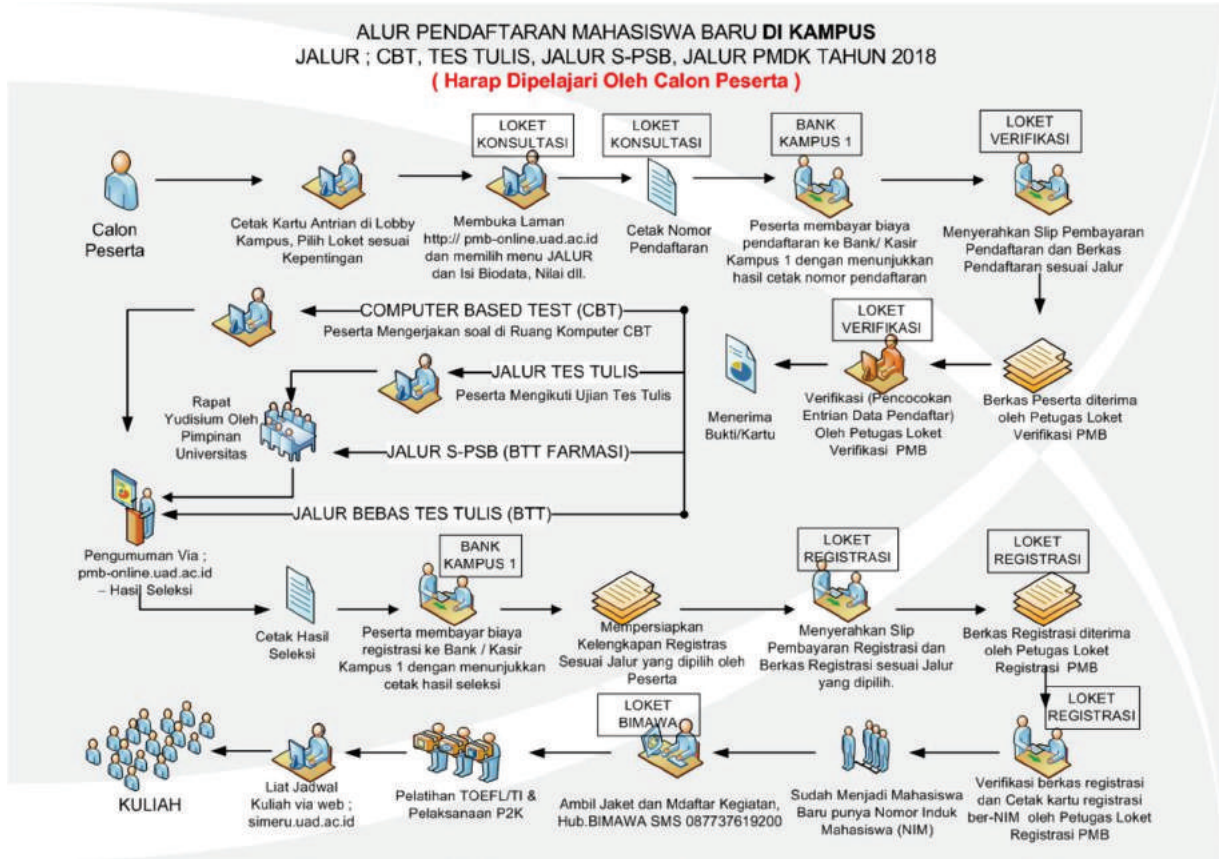 ALUR PENDAFTARAN MAHASISWA BARU DI KAMPUS
JALUR ; CBT, TES TULIS, JALUR S-PSB, JALUR PMDK TAHUN 2018
( Harap Dipelajari Oleh Calon Peserta )
Calon
Peserta
Cetak Kartu Antrian di Lobby
Kampus, Pilih Loket sesuai
Kepentingan
LOKET
KONSULTASI
Membuka Laman
http:// pmb-online.uad.ac.id
dan memilih menu JALUR
dan Isi Biodata, Nilai dll.
LOKET
KONSULTASI
Cetak Nomor
Pendaftaran
BANK
KAMPUS 1
Peserta membayar biaya
pendaftaran ke Bank/ Kasir
Kampus 1 dengan menunjukkan
hasil cetak nomor pendaftaran
LOKET
VERIFIKASI
Menyerahkan Slip Pembayaran
Pendaftaran dan Berkas
Pendaftaran sesuai Jalur
Berkas Peserta diterima
oleh Petugas Loket
Verifikasi PMB
LOKET
VERIFIKASI
Verifikasi (Pencocokan
Entrian Data Pendaftar)
Oleh Petugas Loket
Verifikasi PMB
Menerima
Bukti/Kartu
COMPUTER BASED TEST (CBT)
Peserta Mengerjakan soal di Ruang Komputer CBT
JALUR TES TULIS
Peserta Mengikuti Ujian Tes Tulis
Rapat
Yudisium Oleh
Pimpinan
Universitas
JALUR S-PSB (BTT FARMASI)
JALUR BEBAS TES TULIS (BTT)
Pengumuman Via ;
pmb-online.uad.ac.id
– Hasil Seleksi
Cetak Hasil
Seleksi
BANK
KAMPUS 1
Peserta membayar biaya
registrasi ke Bank / Kasir
Kampus 1 dengan menunjukkan
cetak hasil seleksi
Mempersiapkan
Kelengkapan Registras
Sesuai Jalur yang dipilih oleh
Peserta
LOKET
REGISTRASI
Menyerahkan Slip
Pembayaran Registrasi dan
Berkas Registrasi sesuai Jalur
yang dipilih.
LOKET
REGISTRASI
Berkas Registrasi diterima
oleh Petugas Loket
Registrasi PMB
LOKET
REGISTRASI
Verifikasi berkas registrasi
dan Cetak kartu registrasi
ber-NIM oleh Petugas Loket
Registrasi PMB
Sudah Menjadi Mahasiswa
Baru punya Nomor Induk
Mahasiswa (NIM)
LOKET
BIMAWA
Ambil Jaket dan Mdaftar Kegiatan,
Hub.BIMAWA SMS 087737619200
Pelatihan TOEFL/TI &
Pelaksanaan P2K
Liat Jadwal
Kuliah via web ;
simeru.uad.ac.id
KULIAH